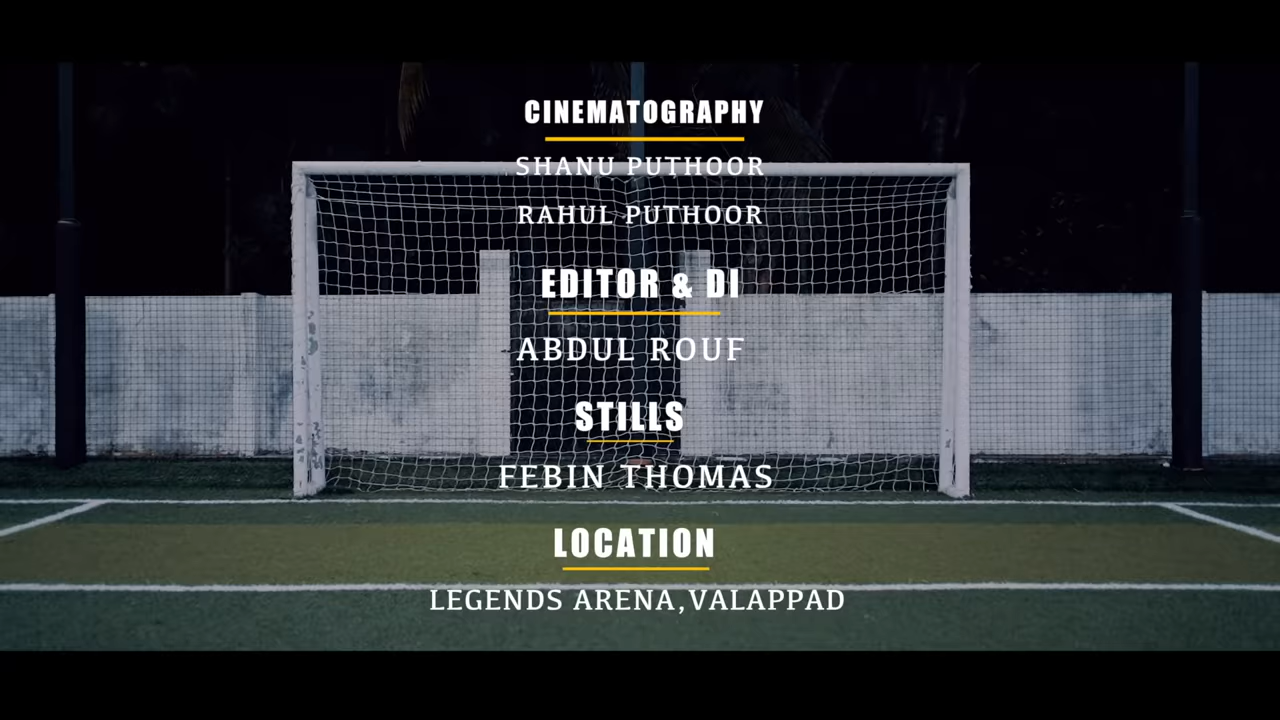 CINEMATOGRAPHY
SHANU PUTHOOR
RAHUL PUTHOOR
EDITOR & DI
ABDUL ROUF
STILLS
FEBIN THOMAS
LOCATION
LEGENDS ARENA,VALAPPAD